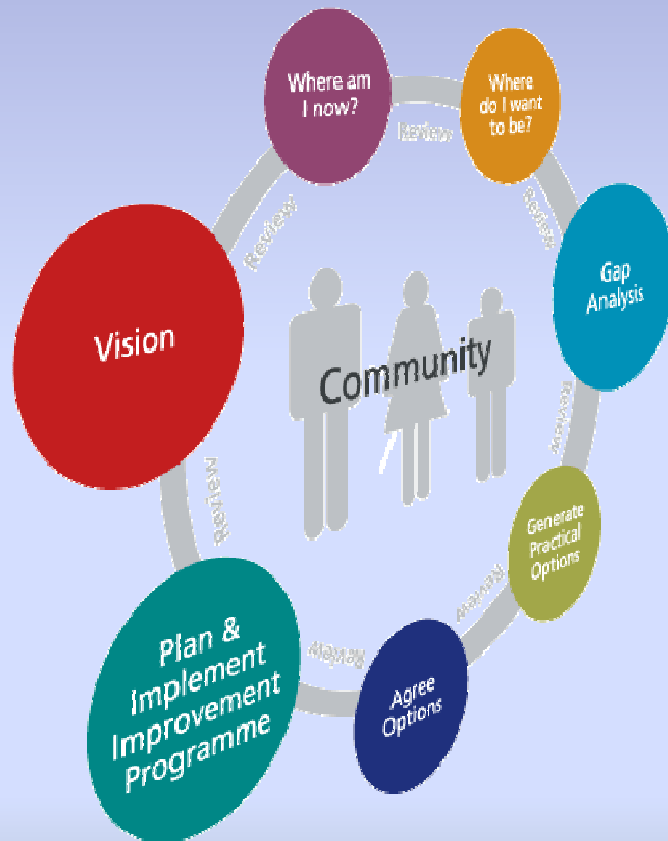 Where am
I now?
Review
Where
do I want
to be?
Review
Gap
Analysis
Review
Generate
Practical
Options
Review
Agree
Options
Review
Plan &
Implement
Improvement
Programme
Review
Vision
Review
Community